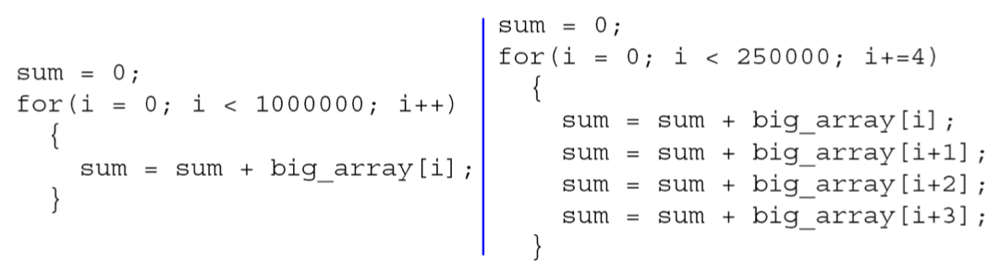 sum = 0;
for(i = 0; i < 1000000; i++)
{
sum = sum + big_array[i];
}
sum = 0;
for(i = 0; i < 250000; i+=4)
{
sum = sum + big_array[i];
sum = sum + big_array[i+1];
sum = sum + big_array[i+2];
sum = sum + big_array[i+3];
}